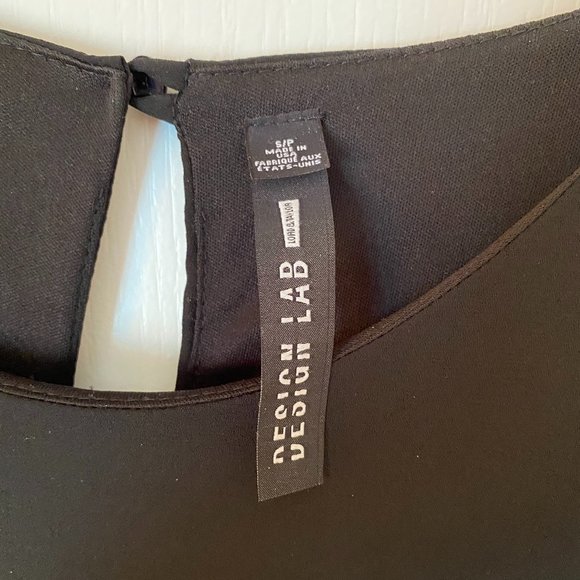 S/P
MADE IN
USA
FABRIQUÉ AUX
ÉTATS-UNIS
LORD & TAYLOR
DESIGN LAB
DESIGN LAB